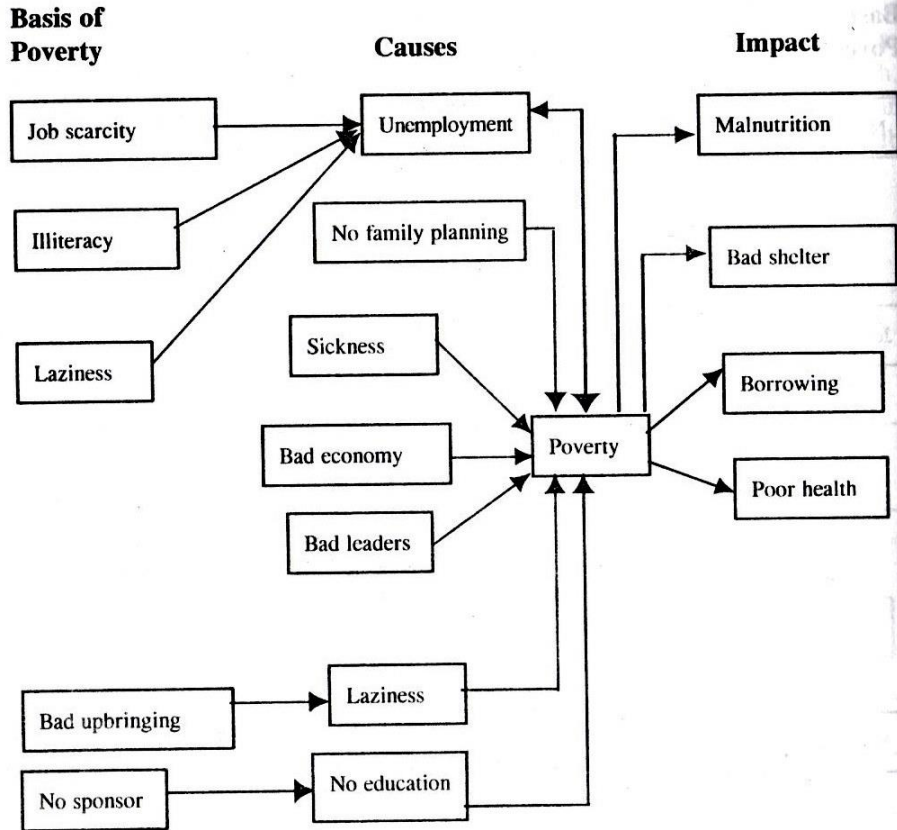 Basis of
Poverty
Causes
Impact
Job scarcity
Unemployment
Malnutrition
Illiteracy
No family planning
Bad shelter
Sickness
Laziness
Borrowing
Bad economy
Poverty
Poor health
Bad leaders
Bad upbringing
Laziness
No sponsor
No education